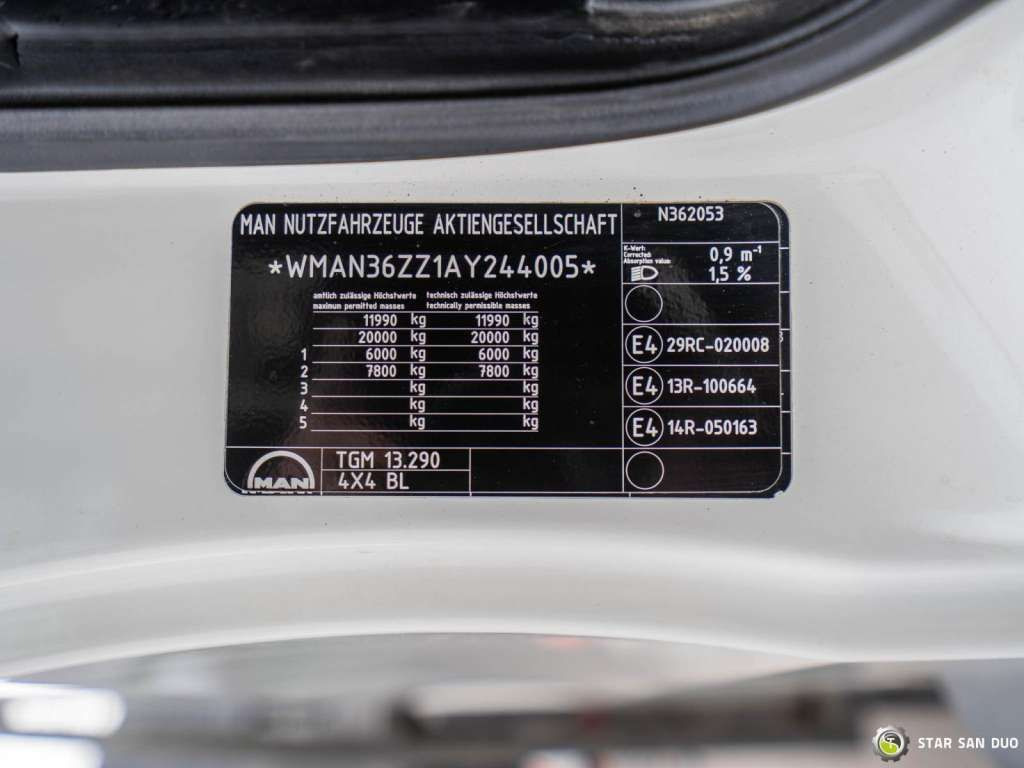 MAN NUTZFAHRZEUGE AKTIENGESELLSCHAFT
*WMAN36ZZ1AY244005*
amtlich zulässige Höchstwerte technisch zulässige Höchstwerte
maximum permitted masses technically permissible masses
11990 kg 11990 kg
20000 kg 20000 kg
1 6000 kg 6000 kg
2 7800 kg 7800 kg
3 kg kg
4 kg kg
5 kg kg
MAN
TGM 13.290
4X4 BL
N362053
K-Wert:
Corrected:
Absorption value:
0,9 m⁻¹
1,5 %
E4 29RC-020008
E4 13R-100664
E4 14R-050163
STAR SAN DUO